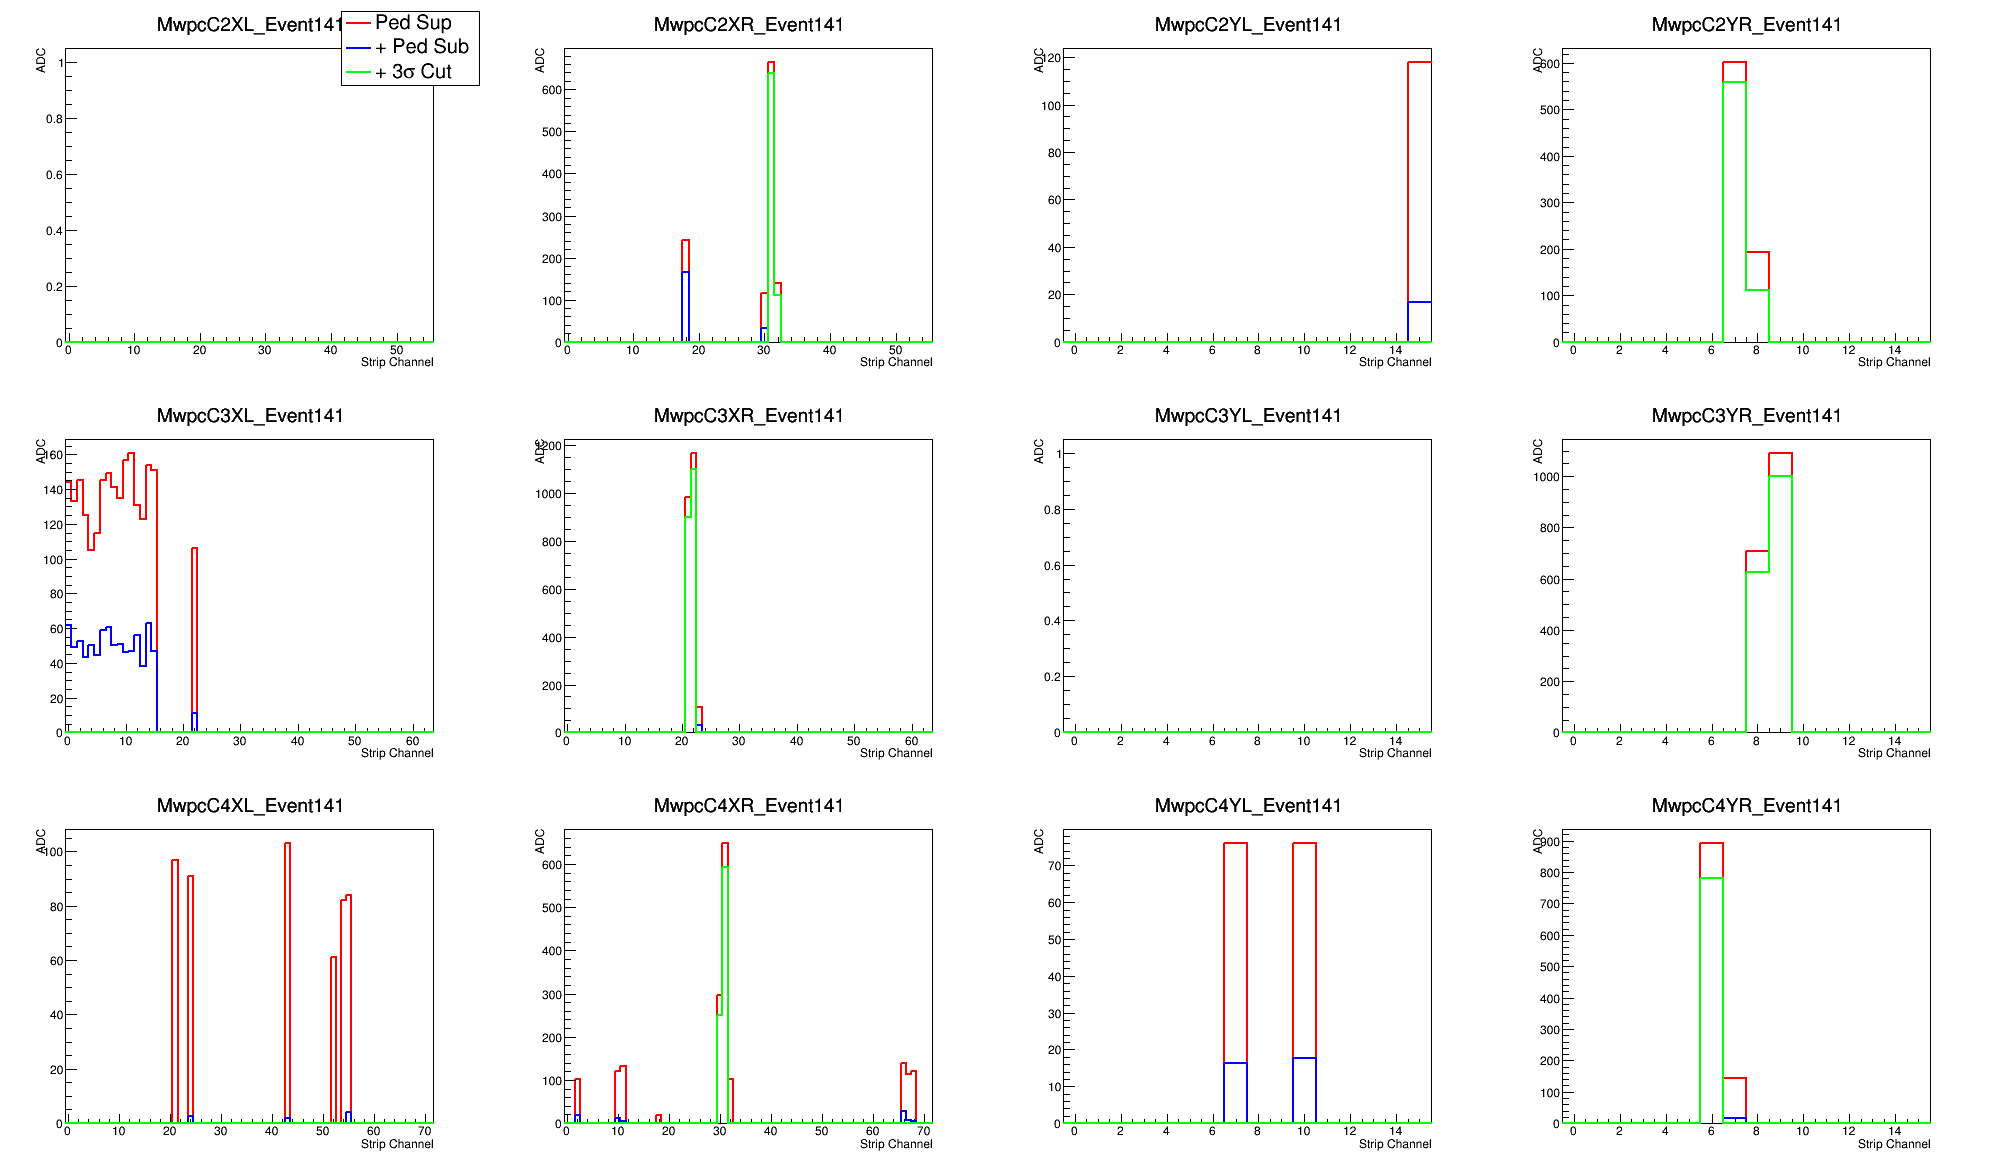 MwpcC2XL_Event141
Ped Sup
+ Ped Sub
+ 3σ Cut
ADC
1
0.8
0.6
0.4
0.2
0
0 10 20 30 40 50
Strip Channel
MwpcC2XR_Event141
ADC
600
500
400
300
200
100
0
0 10 20 30 40 50
Strip Channel
MwpcC2YL_Event141
ADC
120
100
80
60
40
20
0
0 2 4 6 8 10 12 14
Strip Channel
MwpcC2YR_Event141
ADC
600
500
400
300
200
100
0
0 2 4 6 8 10 12 14
Strip Channel
MwpcC3XL_Event141
ADC
160
140
120
100
80
60
40
20
0
0 10 20 30 40 50 60
Strip Channel
MwpcC3XR_Event141
ADC
1200
1000
800
600
400
200
0
0 10 20 30 40 50 60
Strip Channel
MwpcC3YL_Event141
ADC
1
0.8
0.6
0.4
0.2
0
0 2 4 6 8 10 12 14
Strip Channel
MwpcC3YR_Event141
ADC
1000
800
600
400
200
0
0 2 4 6 8 10 12 14
Strip Channel
MwpcC4XL_Event141
ADC
100
80
60
40
20
0
0 10 20 30 40 50 60 70
Strip Channel
MwpcC4XR_Event141
ADC
600
500
400
300
200
100
0
0 10 20 30 40 50 60 70
Strip Channel
MwpcC4YL_Event141
ADC
70
60
50
40
30
20
10
0
0 2 4 6 8 10 12 14
Strip Channel
MwpcC4YR_Event141
ADC
900
800
700
600
500
400
300
200
100
0
0 2 4 6 8 10 12 14
Strip Channel